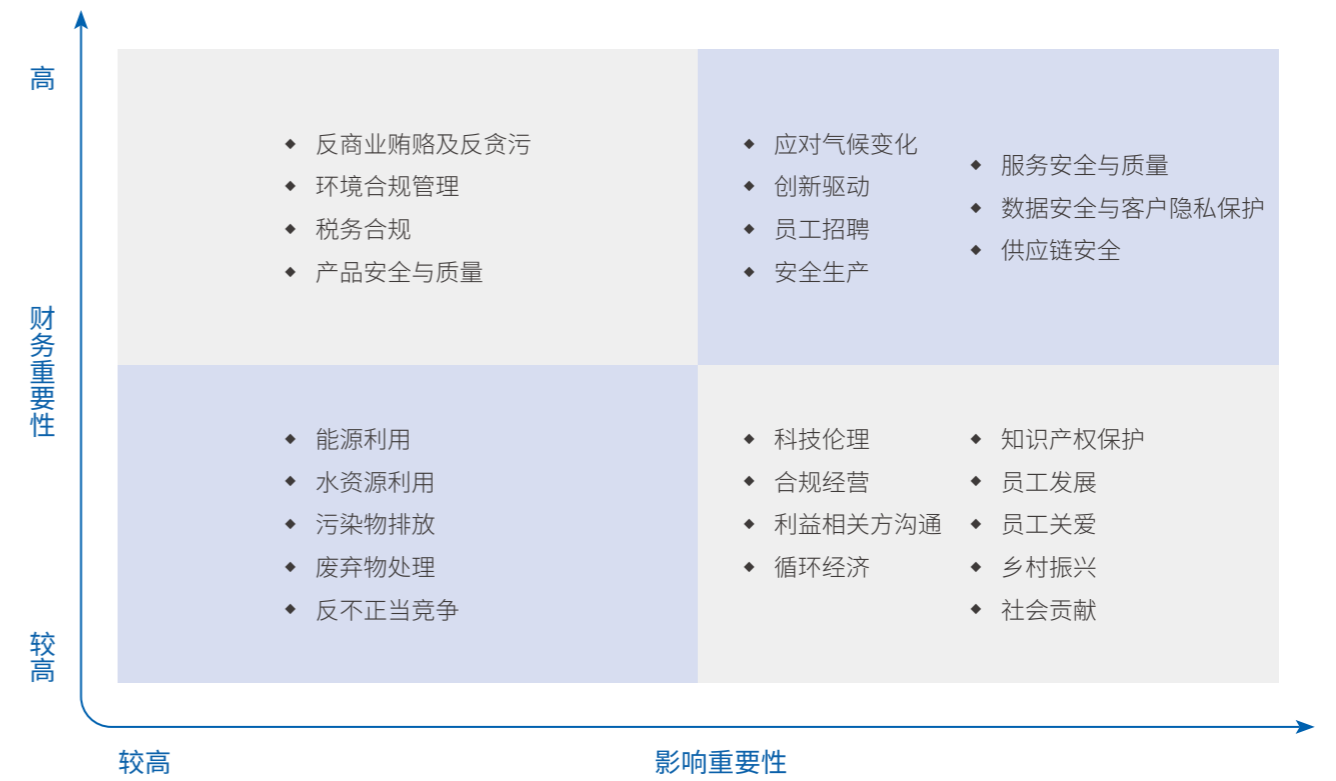 高
财务重要性
较高
反商业贿赂及反贪污
环境合规管理
税务合规
产品安全与质量
应对气候变化
创新驱动
员工招聘
安全生产
服务安全与质量
数据安全与客户隐私保护
供应链安全
能源利用
水资源利用
污染物排放
废弃物处理
反不正当竞争
科技伦理
合规经营
利益相关方沟通
循环经济
知识产权保护
员工发展
员工关爱
乡村振兴
社会贡献
较高
影响重要性